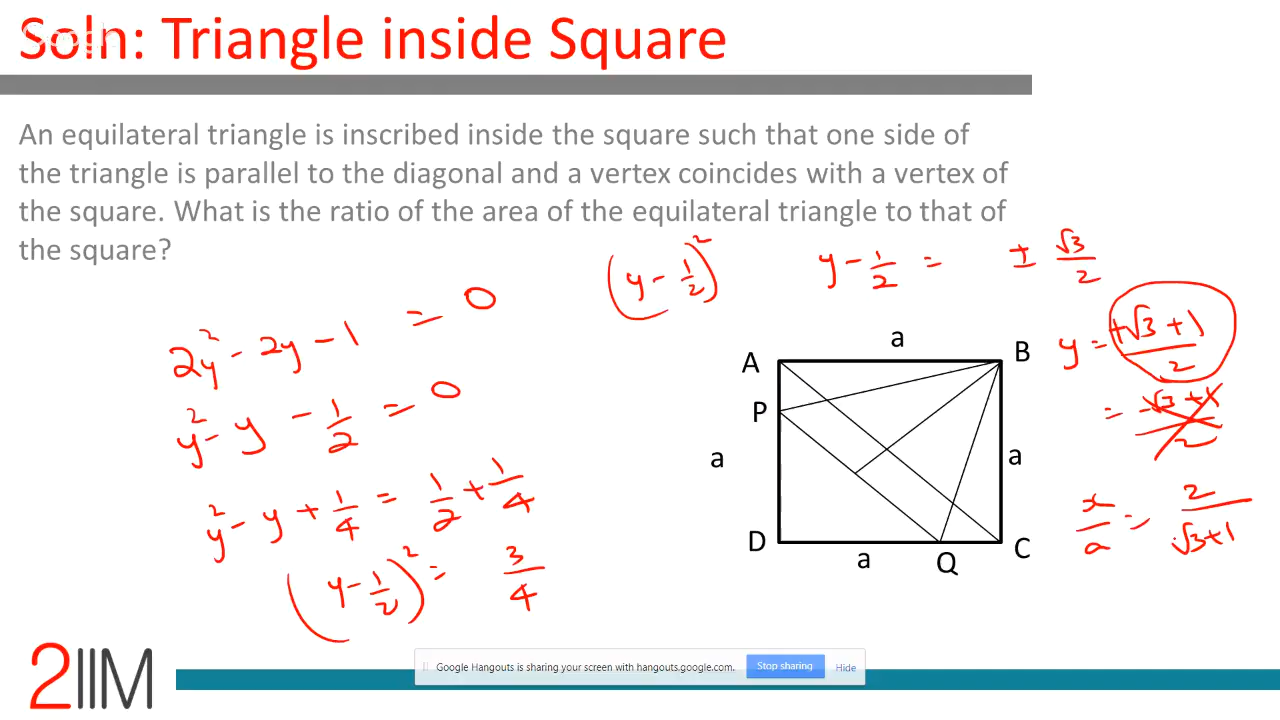 Soln: Triangle inside Square
Google
An equilateral triangle is inscribed inside the square such that one side of
the triangle is parallel to the diagonal and a vertex coincides with a vertex of
the square. What is the ratio of the area of the equilateral triangle to that of
the square?
(y - 1/2)²
y - 1/2 = ± √3/2
2y² - 2y - 1 = 0
y = +√3 + 1 / 2
= -√3 + 1 / 2
y² - y - 1/2 = 0
y² - y + 1/4 = 1/2 + 1/4
(y - 1/2)² = 3/4
x/a = 2/√3+1
a
A
B
P
a
a
D
a
Q
C
2IIM
Google Hangouts is sharing your screen with hangouts.google.com.
Stop sharing
Hide